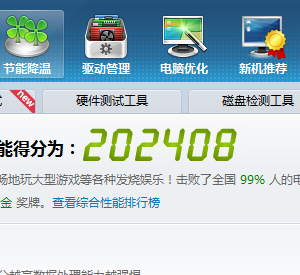 节能降温 驱动管理 电脑优化 新机推荐
new 硬件测试工具 磁盘检测工具
能得分为：202408
畅地玩大型游戏等各种发烧娱乐！击败了全国 99% 人的电
金 奖牌。查看综合性能排行榜